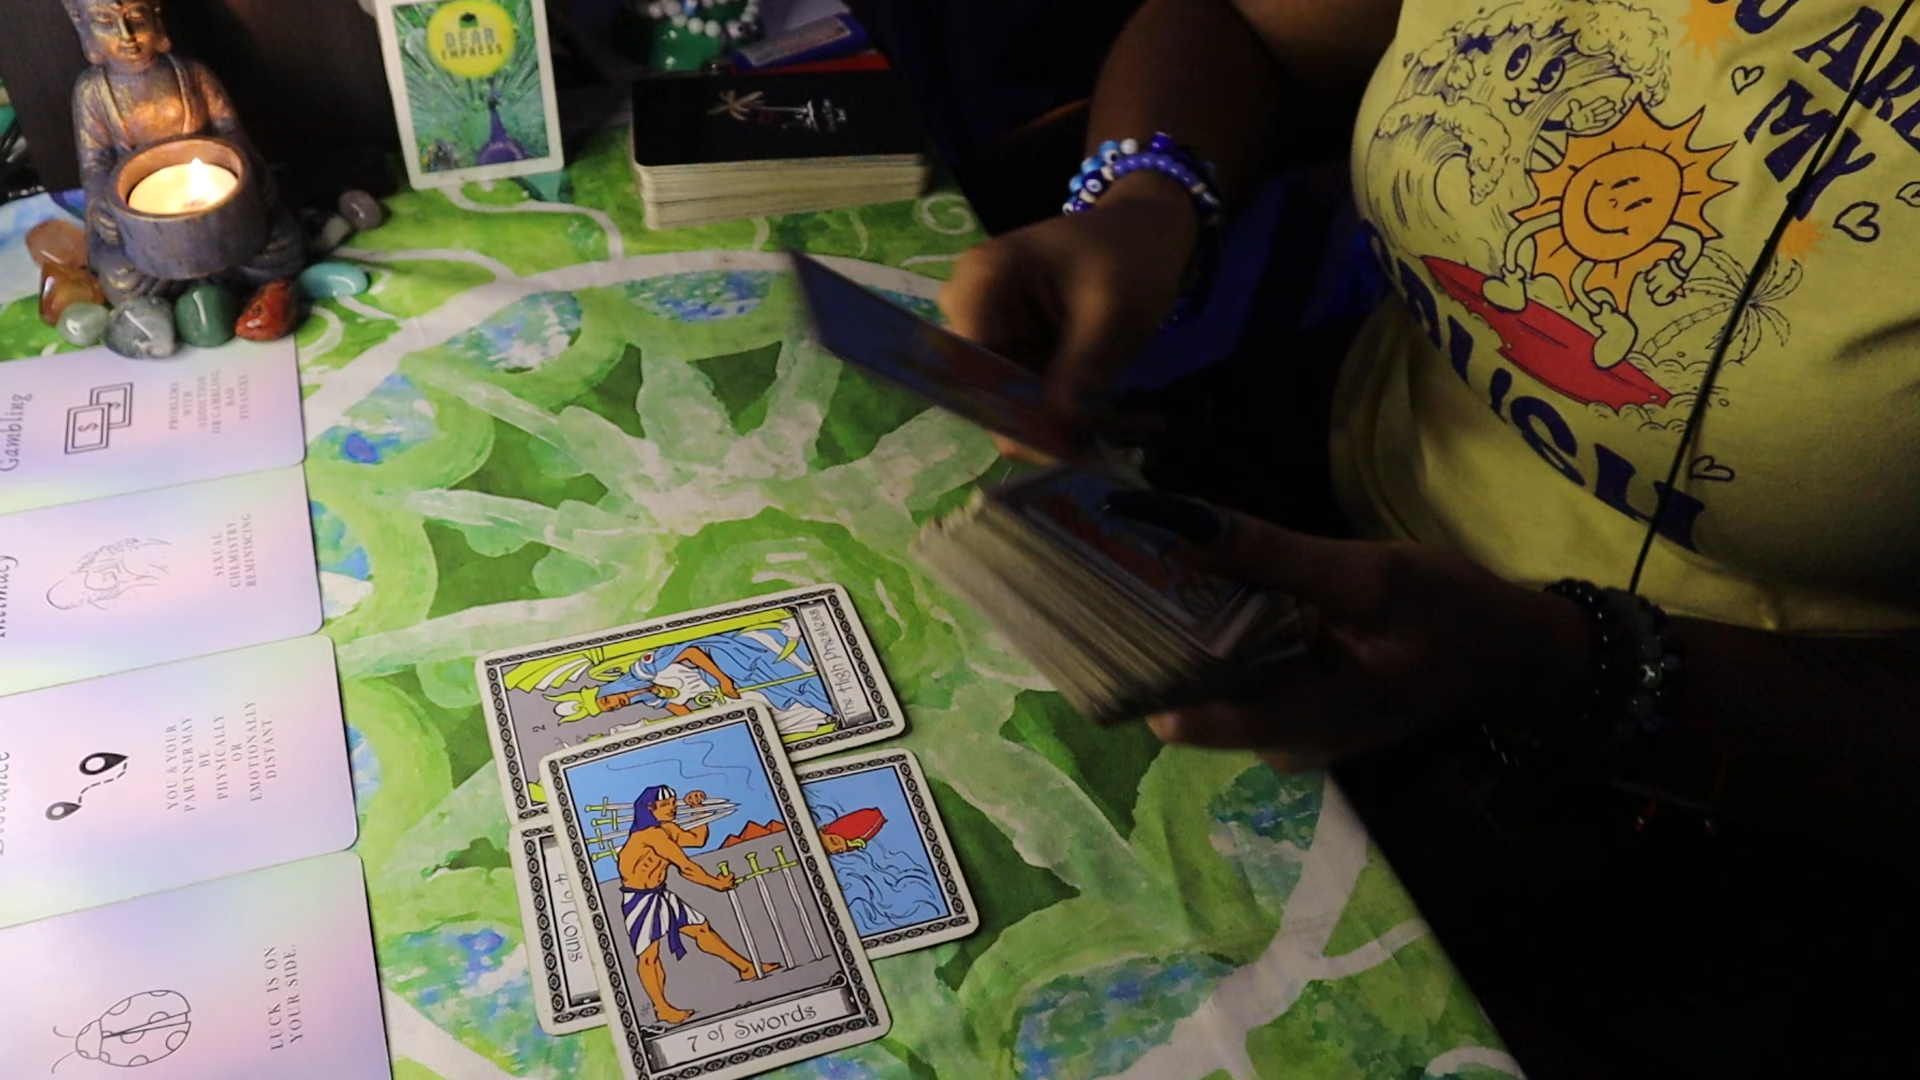 DEAR
EMPRESS
YOU ARE
MY
Gambling
PROBLEMS
WITH
ADDICTION
OR GAMBLING
BAD
FINANCES
Intimacy
SEXUAL
CHEMISTRY,
REMINISCING
Distance
YOU & YOUR
PARTNER MAY
BE
PHYSICALLY
OR
EMOTIONALLY
DISTANT.
LUCK IS ON
YOUR SIDE.
2
The High Priestess
4 of Coins
7 of Swords